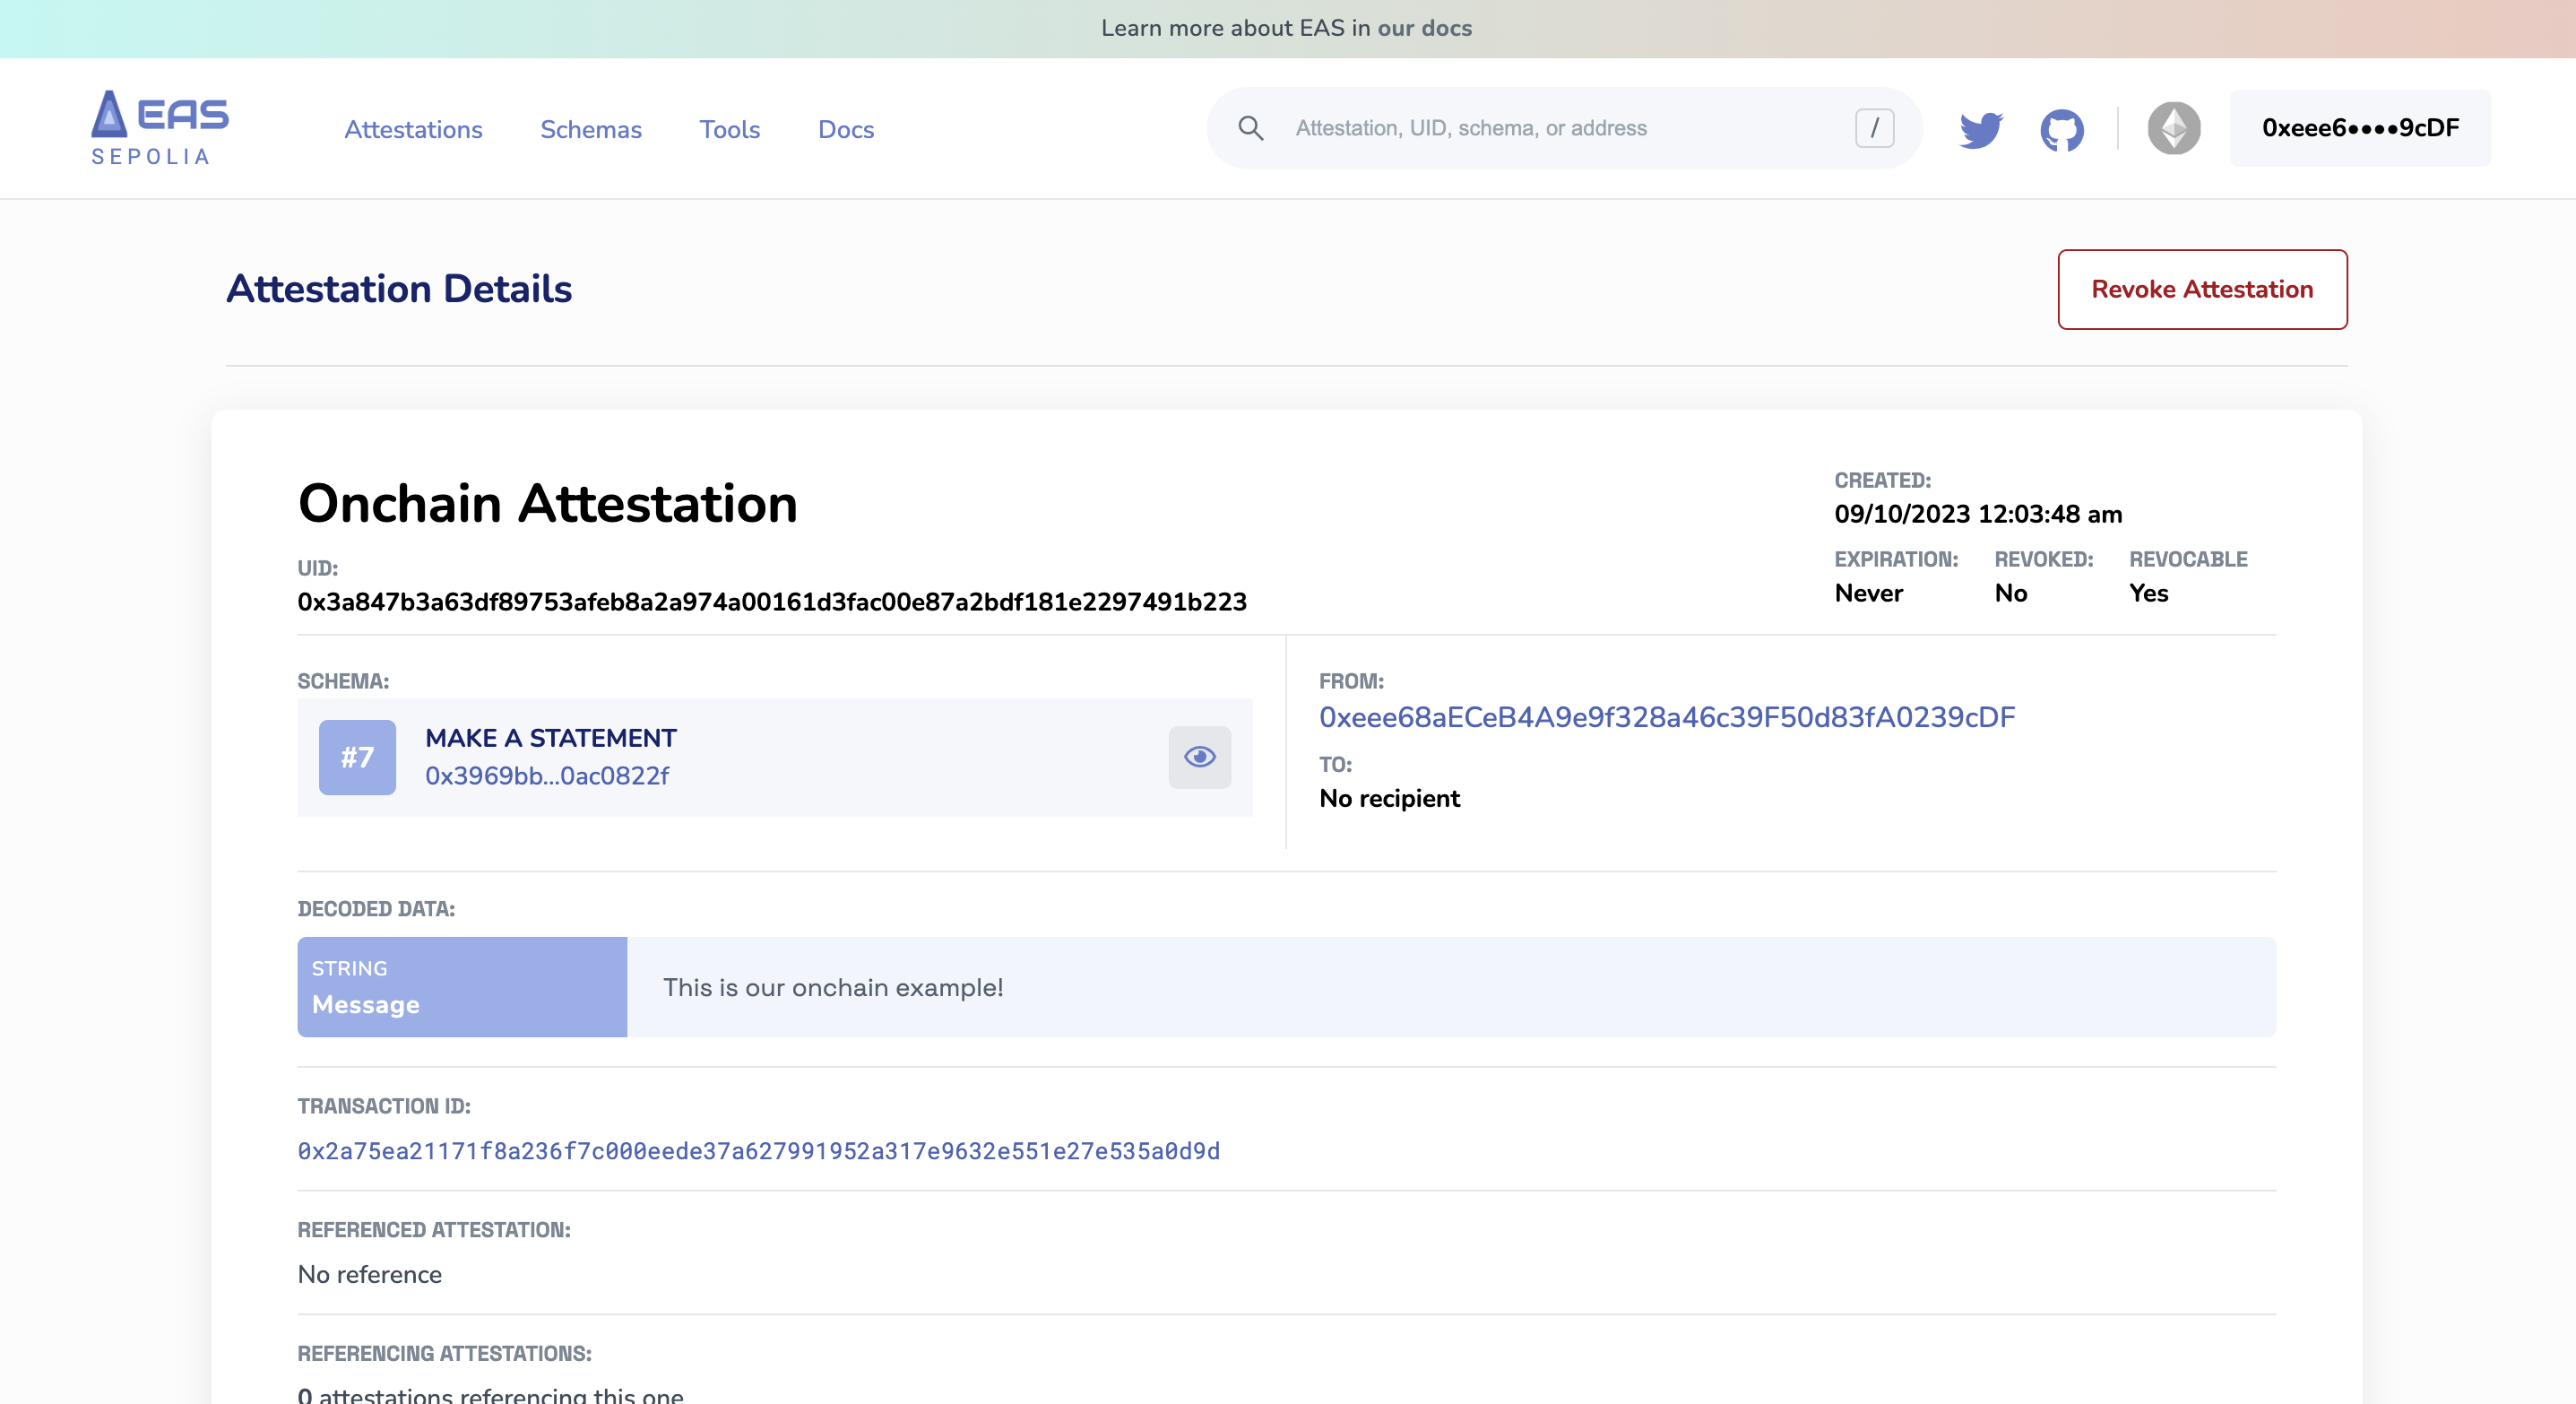 Learn more about EAS in our docs
EAS
SEPOLIA
Attestations Schemas Tools Docs
Attestation, UID, schema, or address
/
0xeee6••••9cDF
Attestation Details
Revoke Attestation
Onchain Attestation
CREATED:
09/10/2023 12:03:48 am
UID:
0x3a847b3a63df89753afeb8a2a974a00161d3fac00e87a2bdf181e2297491b223
EXPIRATION: REVOKED: REVOCABLE
Never No Yes
SCHEMA:
#7
MAKE A STATEMENT
0x3969bb...0ac0822f
FROM:
0xeee68aECeB4A9e9f328a46c39F50d83fA0239cDF
TO:
No recipient
DECODED DATA:
STRING
Message
This is our onchain example!
TRANSACTION ID:
0x2a75ea21171f8a236f7c000eede37a627991952a317e9632e551e27e535a0d9d
REFERENCED ATTESTATION:
No reference
REFERENCING ATTESTATIONS:
0 attestations referencing this one